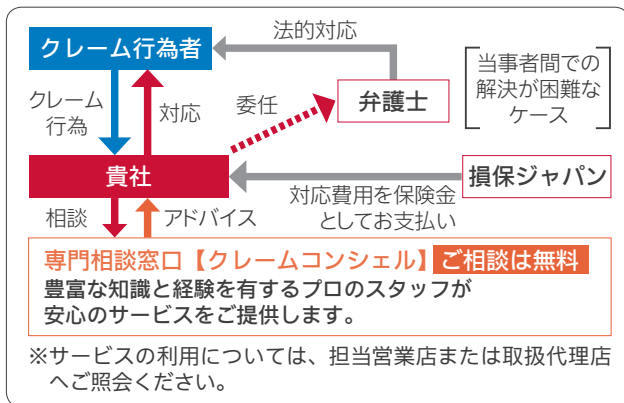 法的対応
クレーム行為者
当事者間での
解決が困難な
ケース
クレーム
行為
対応
委任
弁護士
貴社
損保ジャパン
対応費用を保険金
としてお支払い
相談
アドバイス
専門相談窓口【クレームコンシェル】ご相談は無料
豊富な知識と経験を有するプロのスタッフが
安心のサービスをご提供します。
※サービスの利用については、担当営業店または取扱代理店
へご照会ください。